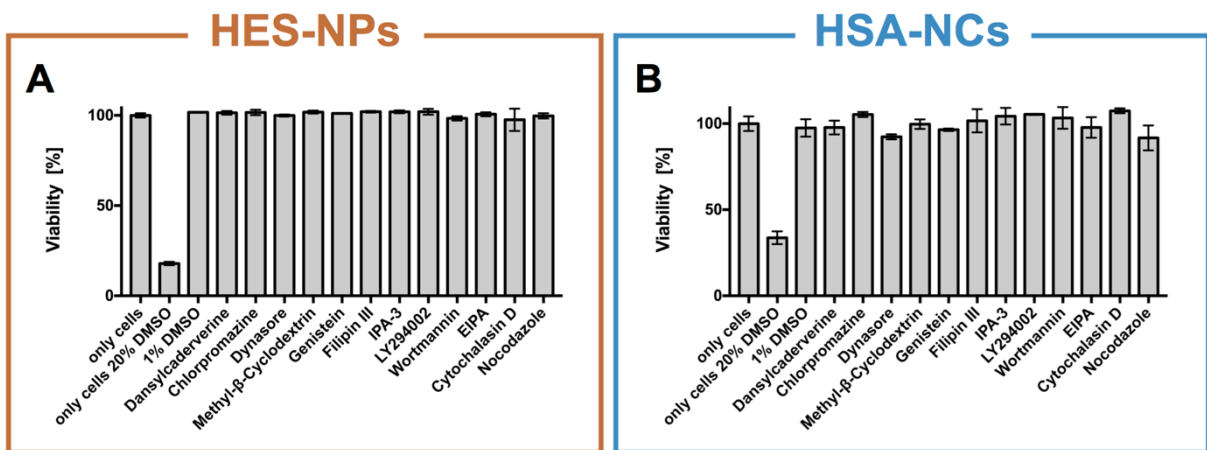 HES-NPs
HSA-NCs
A
Viability [%]
100
50
0
only cells
only cells 20% DMSO
1% DMSO
Dansylcadaverine
Chlorpromazine
Dynasore
Methyl-β-Cyclodextrin
Genistein
Filipin III
IPA-3
LY294002
Wortmannin
EIPA
Cytochalasin D
Nocodazole
B
Viability [%]
100
50
0
only cells
only cells 20% DMSO
1% DMSO
Dansylcadaverine
Chlorpromazine
Dynasore
Methyl-β-Cyclodextrin
Genistein
Filipin III
IPA-3
LY294002
Wortmannin
EIPA
Cytochalasin D
Nocodazole